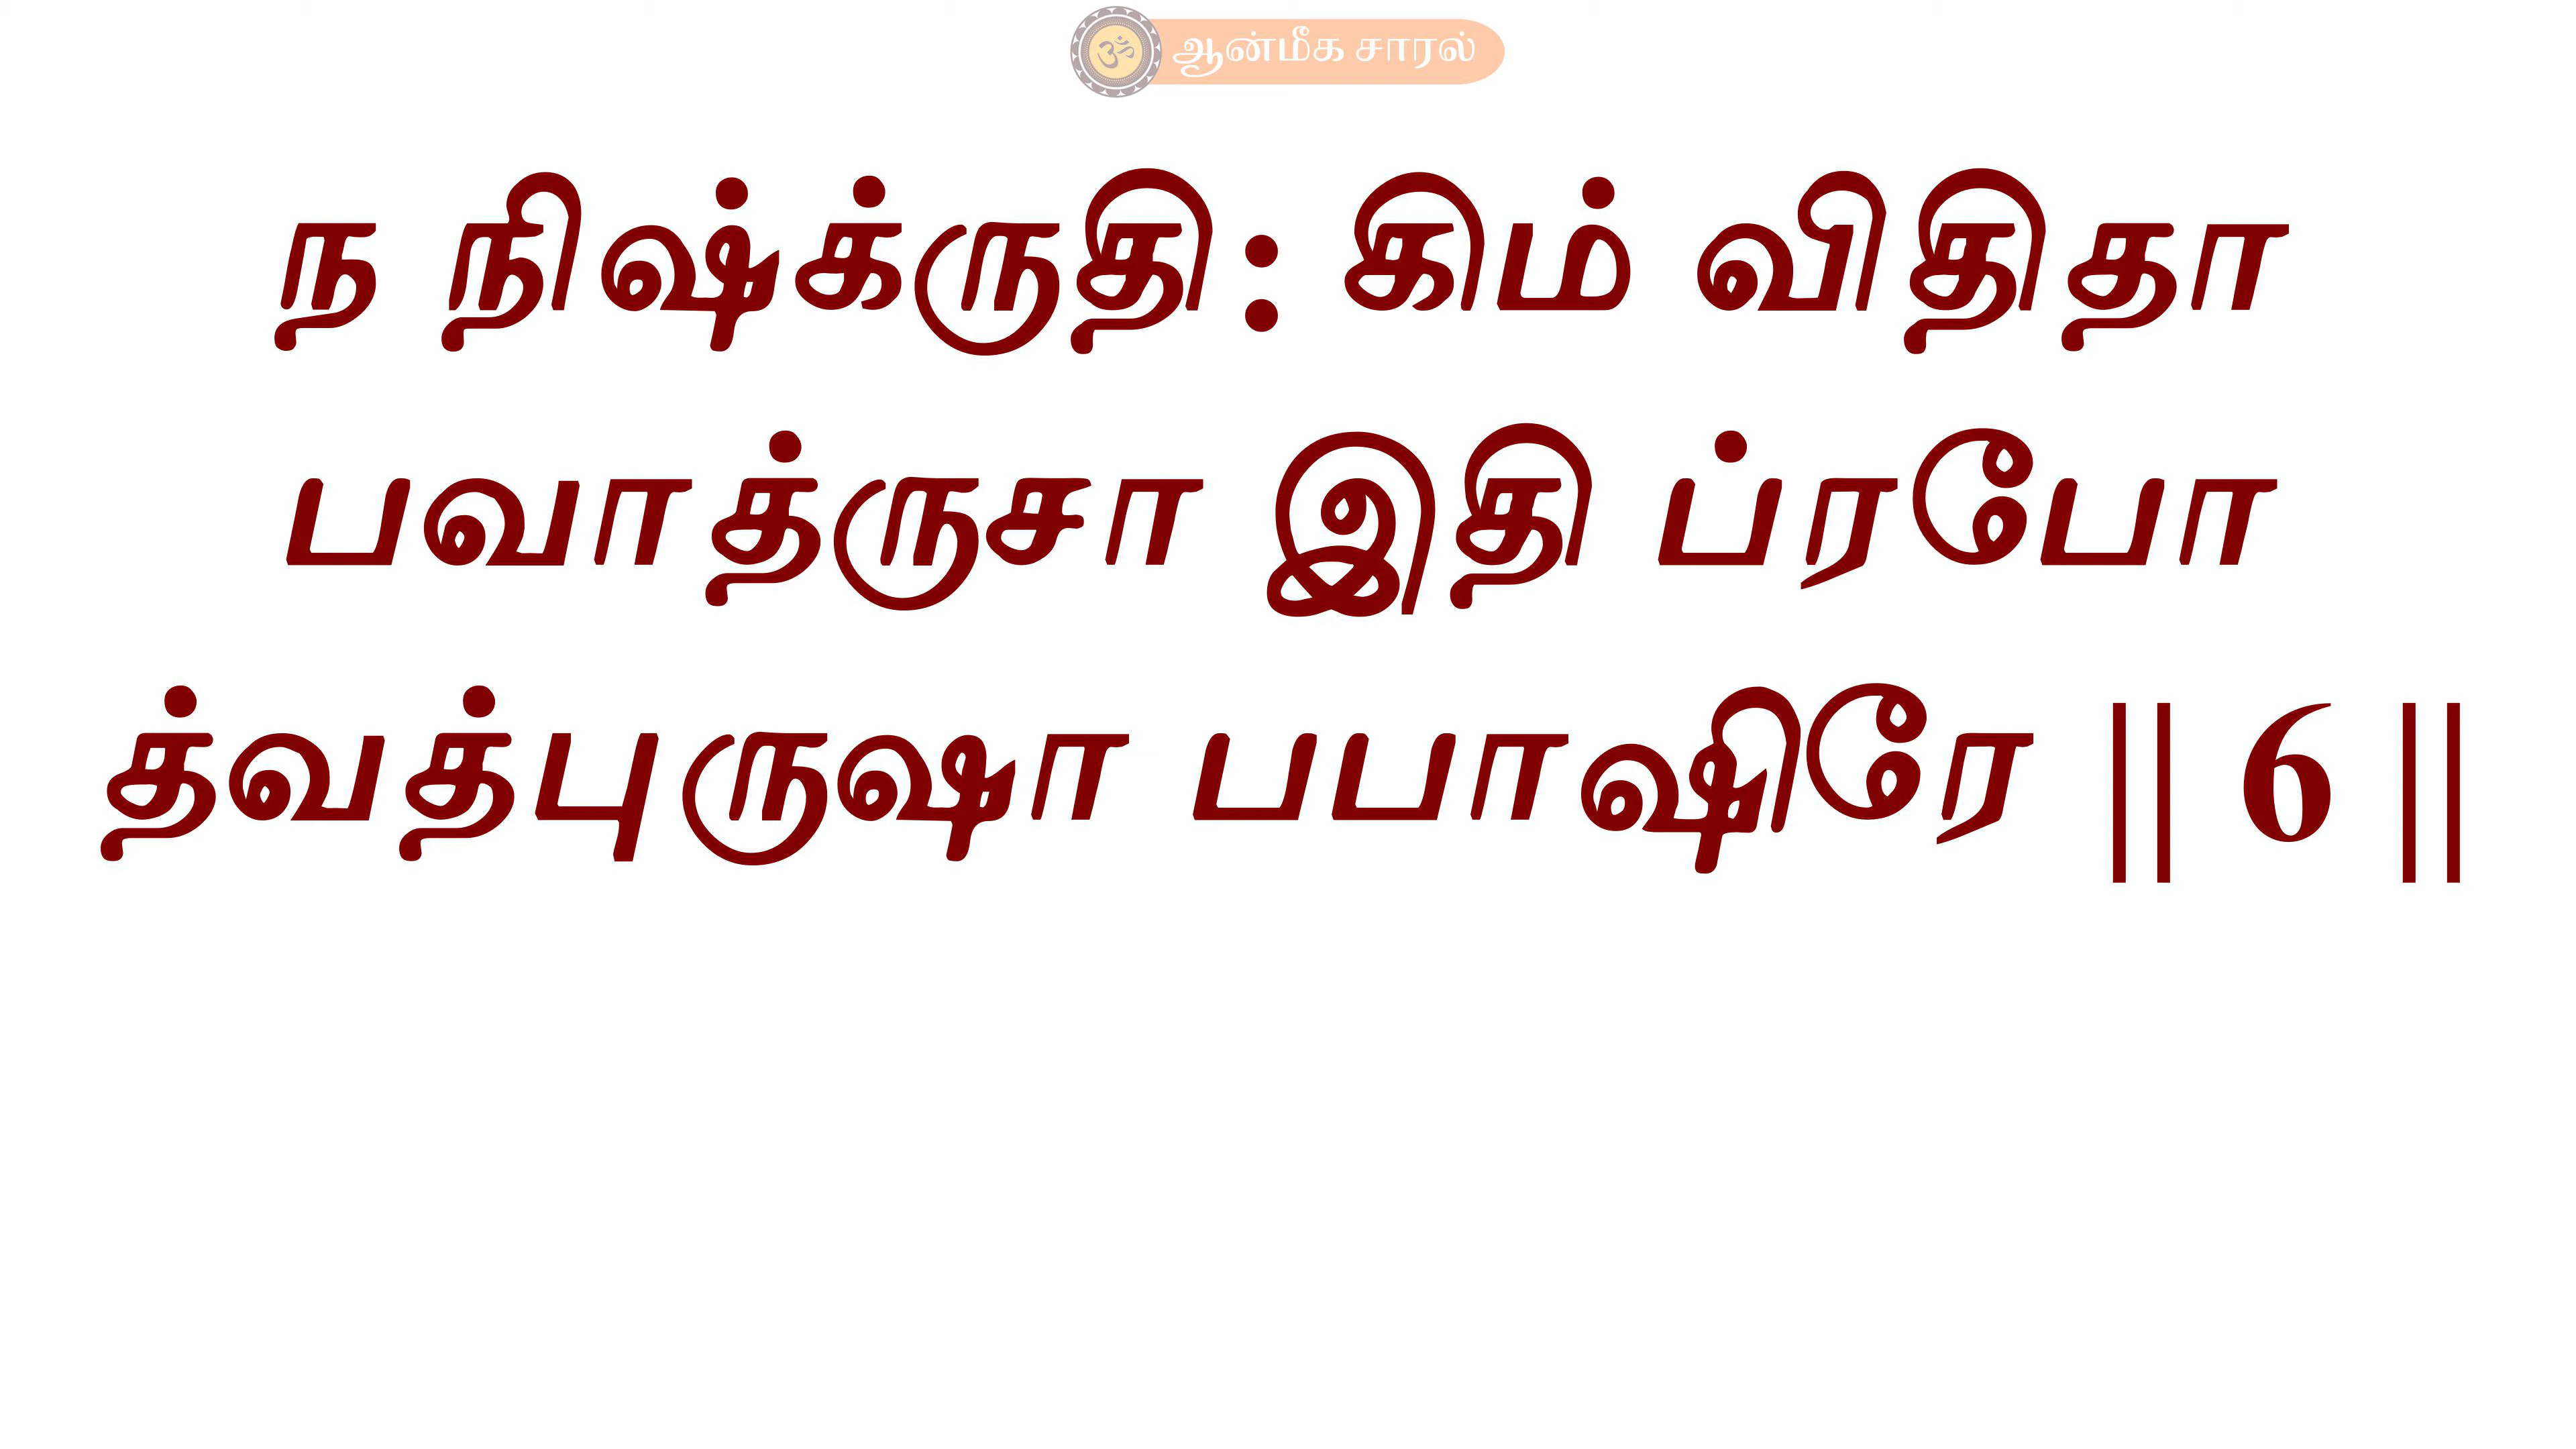 ஆன்மீக சாரல்
ந நிஷ்க்ருதி: கிம் விதிதா
பவாத்ருசா இதி ப்ரபோ
த்வத்புருஷா பபாஷிரே || 6 ||